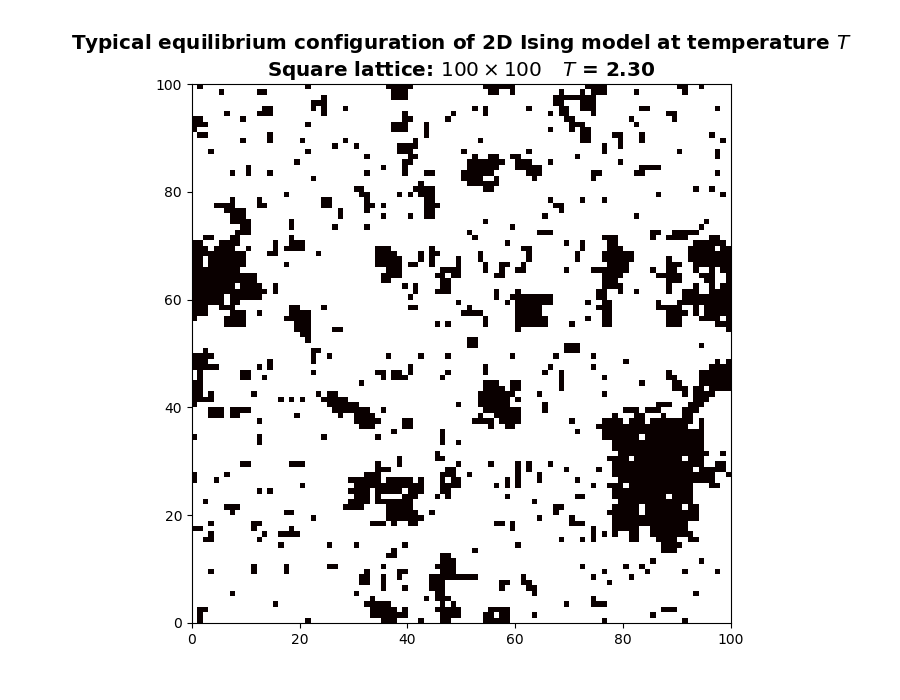 Typical equilibrium configuration of 2D Ising model at temperature T
Square lattice: 100 × 100 T = 2.30
100
80
60
40
20
0
0 20 40 60 80 100